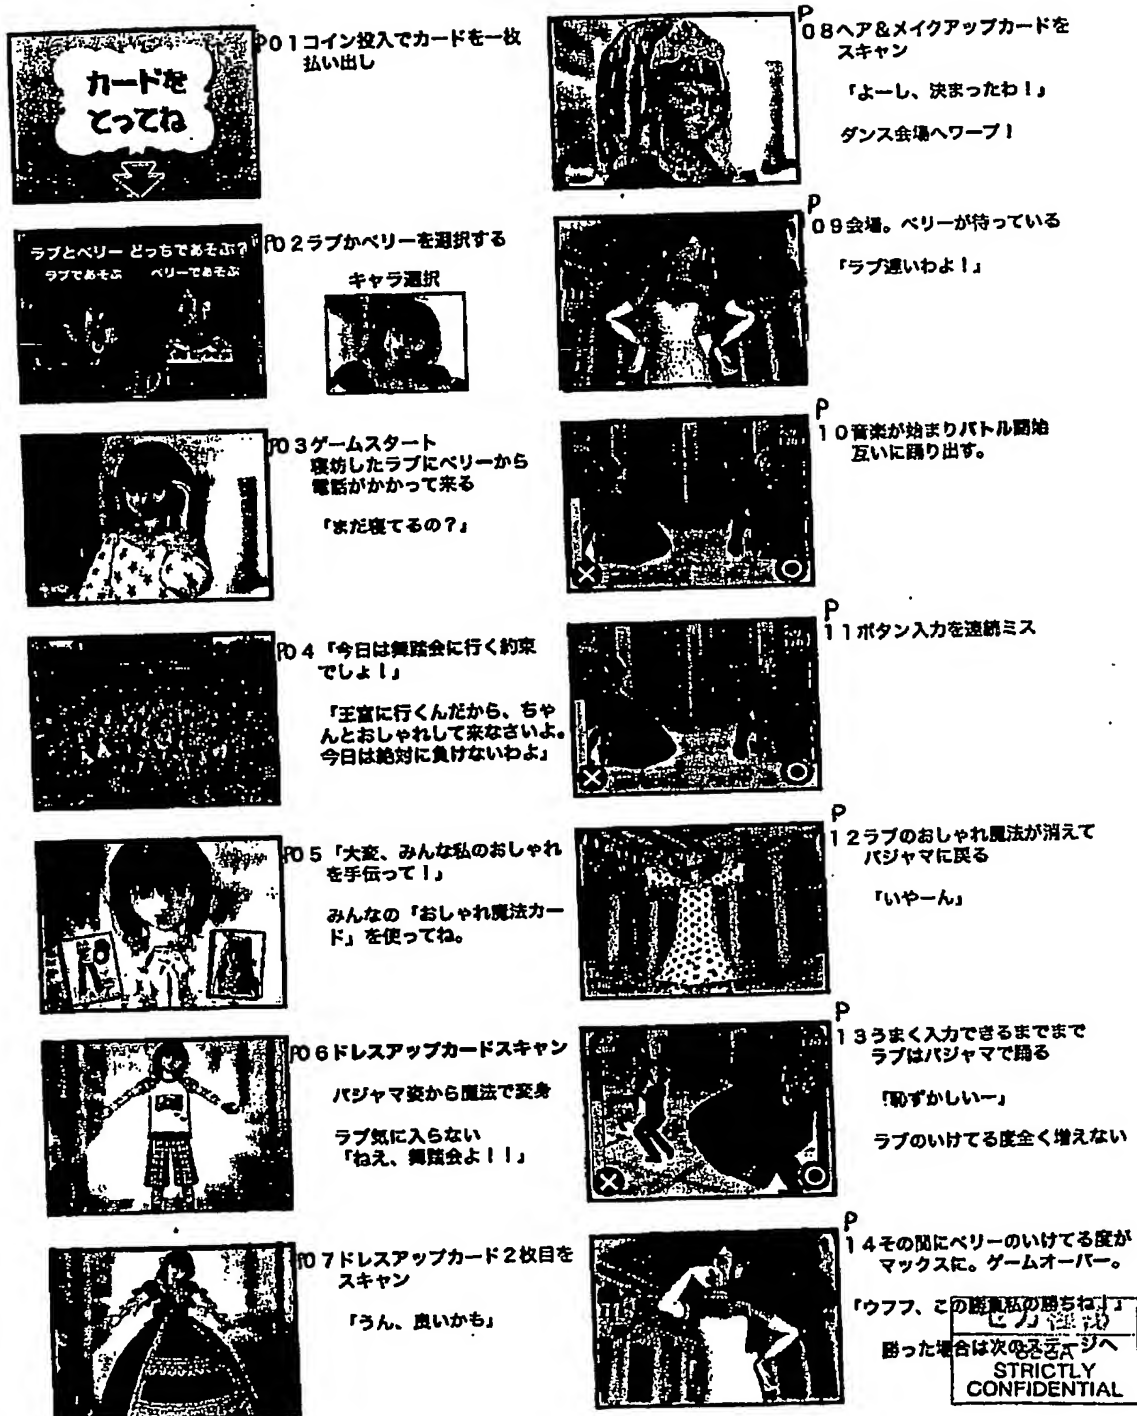 カードを
とってね
P01コイン投入でカードを一枚
払い出し
ラブとベリー どっちであそぶ?
ラブであそぶ ベリーであそぶ
P02ラブかベリーを選択する
キャラ選択
P03ゲームスタート
寝坊したラブにベリーから
電話がかかって来る
「まだ寝てるの?」
P04「今日は舞踏会に行く約束
でしょ!」
「王宮に行くんだから、ちゃ
んとおしゃれして来なさいよ。
今日は絶対に負けないわよ」
P05「大変、みんな私のおしゃれ
を手伝って!」
みんなの「おしゃれ魔法カー
ド」を使ってね。
P06ドレスアップカードスキャン
パジャマ姿から魔法で変身
ラブ気に入らない
「ねえ、舞踏会よ!!」
P07ドレスアップカード2枚目を
スキャン
「うん、良いかも」
P
08ヘア&メイクアップカードを
スキャン
「よーし、決まったわ!」
ダンス会場へワープ!
P
09会場。ベリーが待っている
「ラブ遅いわよ!」
P
10音楽が始まりバトル開始
互いに踊り出す。
P
11ボタン入力を連続ミス
P
12ラブのおしゃれ魔法が消えて
パジャマに戻る
「いやーん」
P
13うまく入力できるまでまで
ラブはパジャマで踊る
「恥ずかしいー」
ラブのいけてる度全く増えない
P
14その間にベリーのいけてる度が
マックスに。ゲームオーバー。
「ウフフ、この勝負私の勝ちね!」
勝った場合は次のステージへ
STRICTLY
CONFIDENTIAL